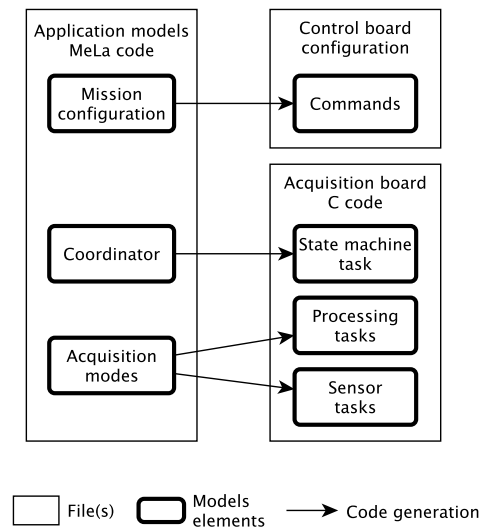 Application models
MeLa code
Mission
configuration
Coordinator
Acquisition
modes
Control board
configuration
Commands
Acquisition board
C code
State machine
task
Processing
tasks
Sensor
tasks
File(s)
Models
elements
Code generation